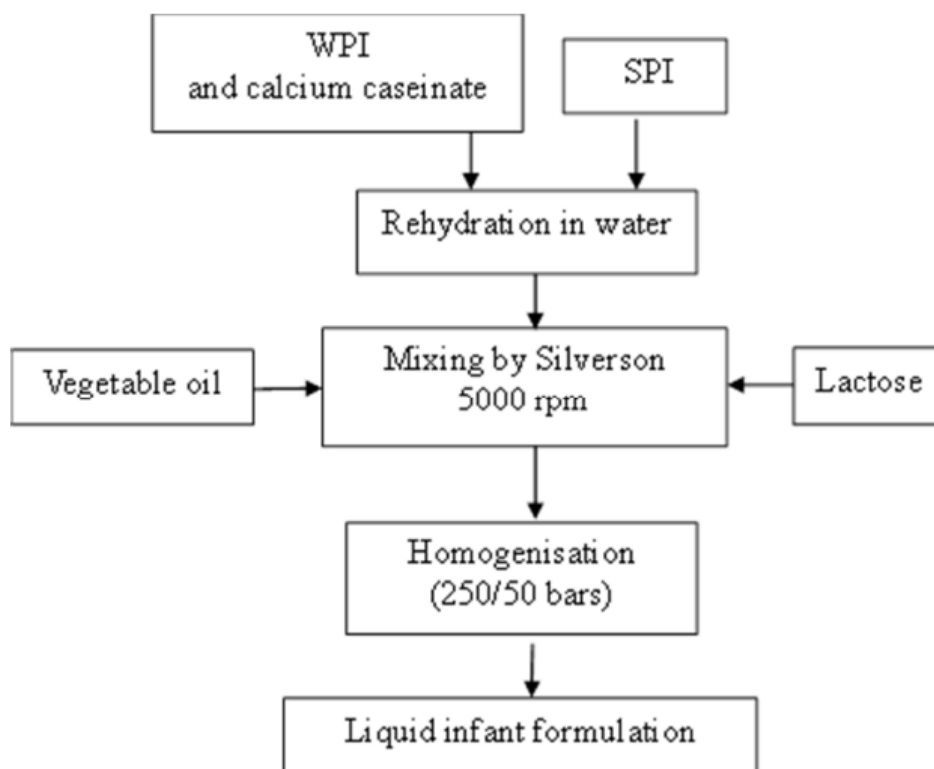 WPI
and calcium caseinate
SPI
Rehydration in water
Mixing by Silverson
5000 rpm
Vegetable oil
Lactose
Homogenisation
(250/50 bars)
Liquid infant formulation